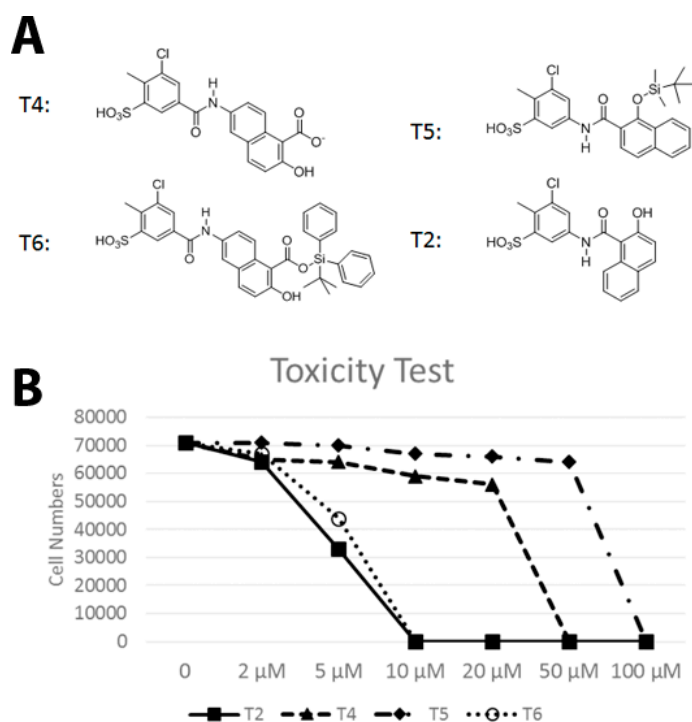 A
T4:
Cl
HO₃S
H
N
O
O
O⁻
OH
T5:
Cl
HO₃S
N
H
O
O
Si
T6:
Cl
HO₃S
H
N
O
O
O
Si
OH
T2:
Cl
HO₃S
N
H
O
OH
B
Toxicity Test
Cell Numbers
80000
70000
60000
50000
40000
30000
20000
10000
0
0 2 µM 5 µM 10 µM 20 µM 50 µM 100 µM
T2 T4 T5 T6